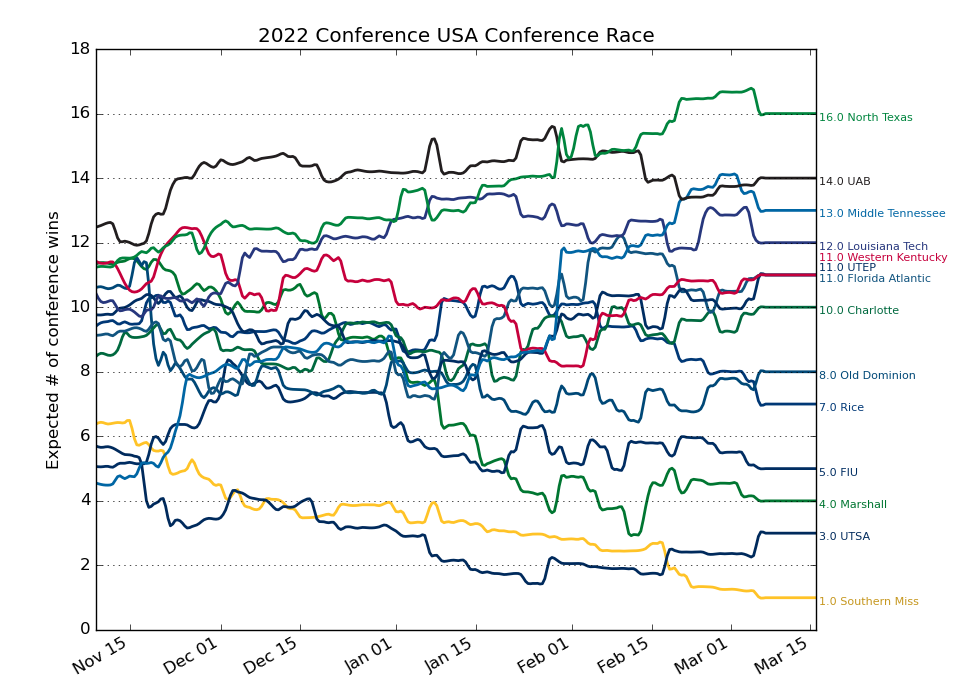 2022 Conference USA Conference Race
Expected # of conference wins
18
16
14
12
10
8
6
4
2
0
16.0 North Texas
14.0 UAB
13.0 Middle Tennessee
12.0 Louisiana Tech
11.0 Western Kentucky
11.0 UTEP
11.0 Florida Atlantic
10.0 Charlotte
8.0 Old Dominion
7.0 Rice
5.0 FIU
4.0 Marshall
3.0 UTSA
1.0 Southern Miss
Nov 15
Dec 01
Dec 15
Jan 01
Jan 15
Feb 01
Feb 15
Mar 01
Mar 15